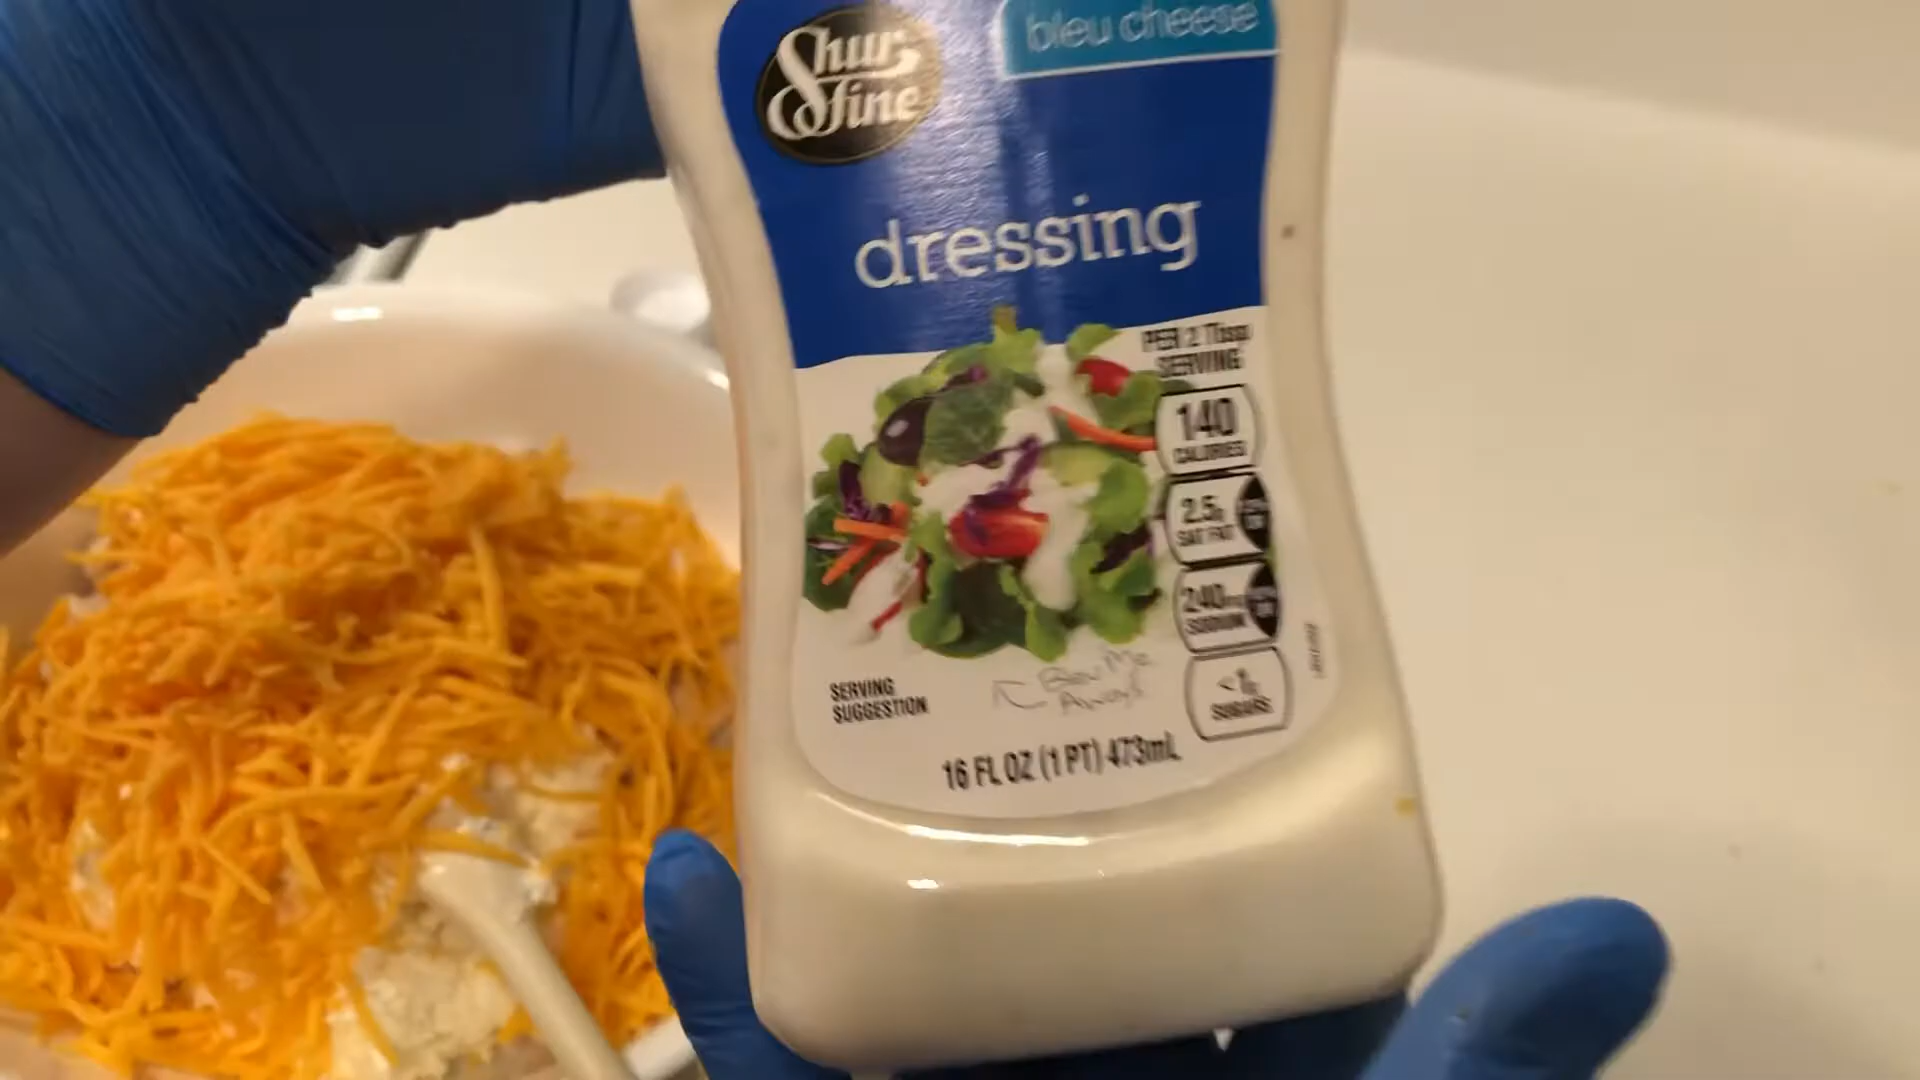 Shur
fine
bleu cheese
dressing
PER 2 Tbsp
SERVING
140
CALORIES
2.5g
SAT FAT
240mg
SODIUM
<1g
SUGARS
SERVING
SUGGESTION
Me
Away!
16 FL OZ (1 PT) 473mL